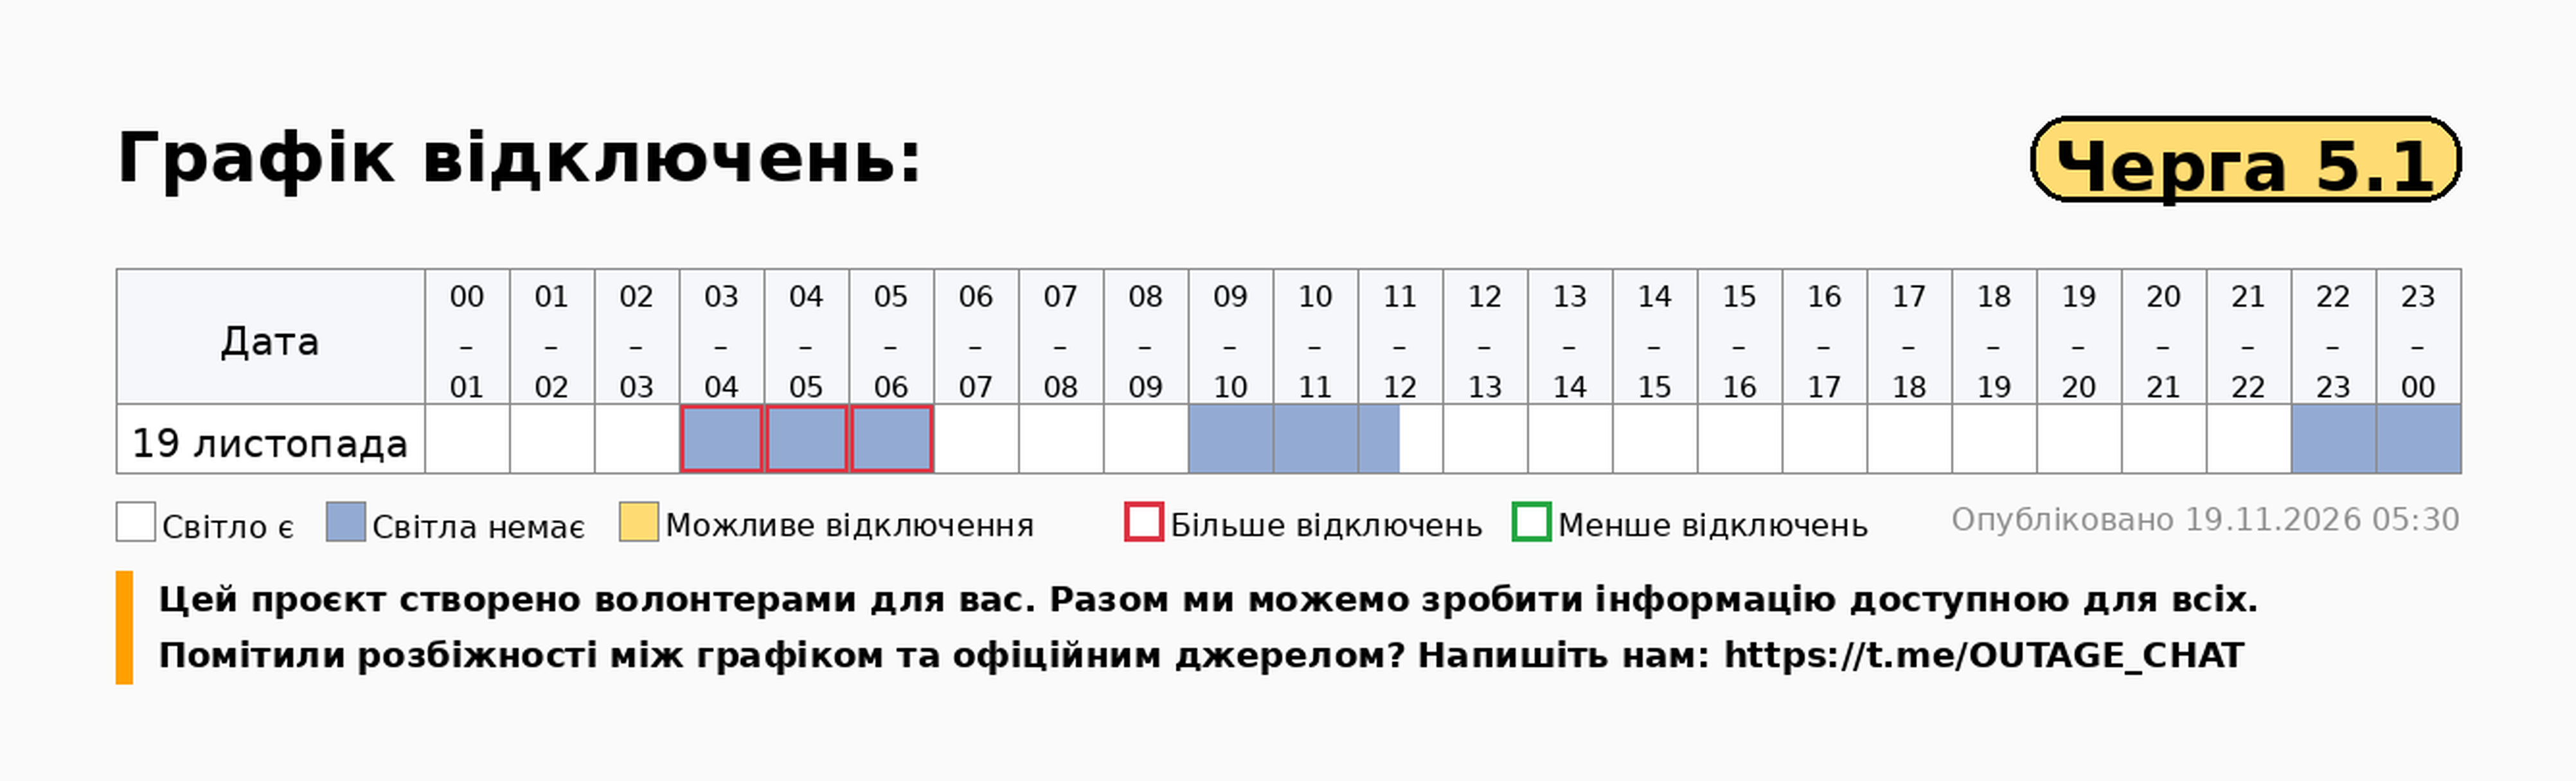 Графік відключень:
Черга 5.1
Дата
00 – 01
01 – 02
02 – 03
03 – 04
04 – 05
05 – 06
06 – 07
07 – 08
08 – 09
09 – 10
10 – 11
11 – 12
12 – 13
13 – 14
14 – 15
15 – 16
16 – 17
17 – 18
18 – 19
19 – 20
20 – 21
21 – 22
22 – 23
23 – 00
19 листопада
Світло є
Світла немає
Можливе відключення
Більше відключень
Менше відключень
Опубліковано 19.11.2026 05:30
Цей проєкт створено волонтерами для вас. Разом ми можемо зробити інформацію доступною для всіх.
Помітили розбіжності між графіком та офіційним джерелом? Напишіть нам: https://t.me/OUTAGE_CHAT